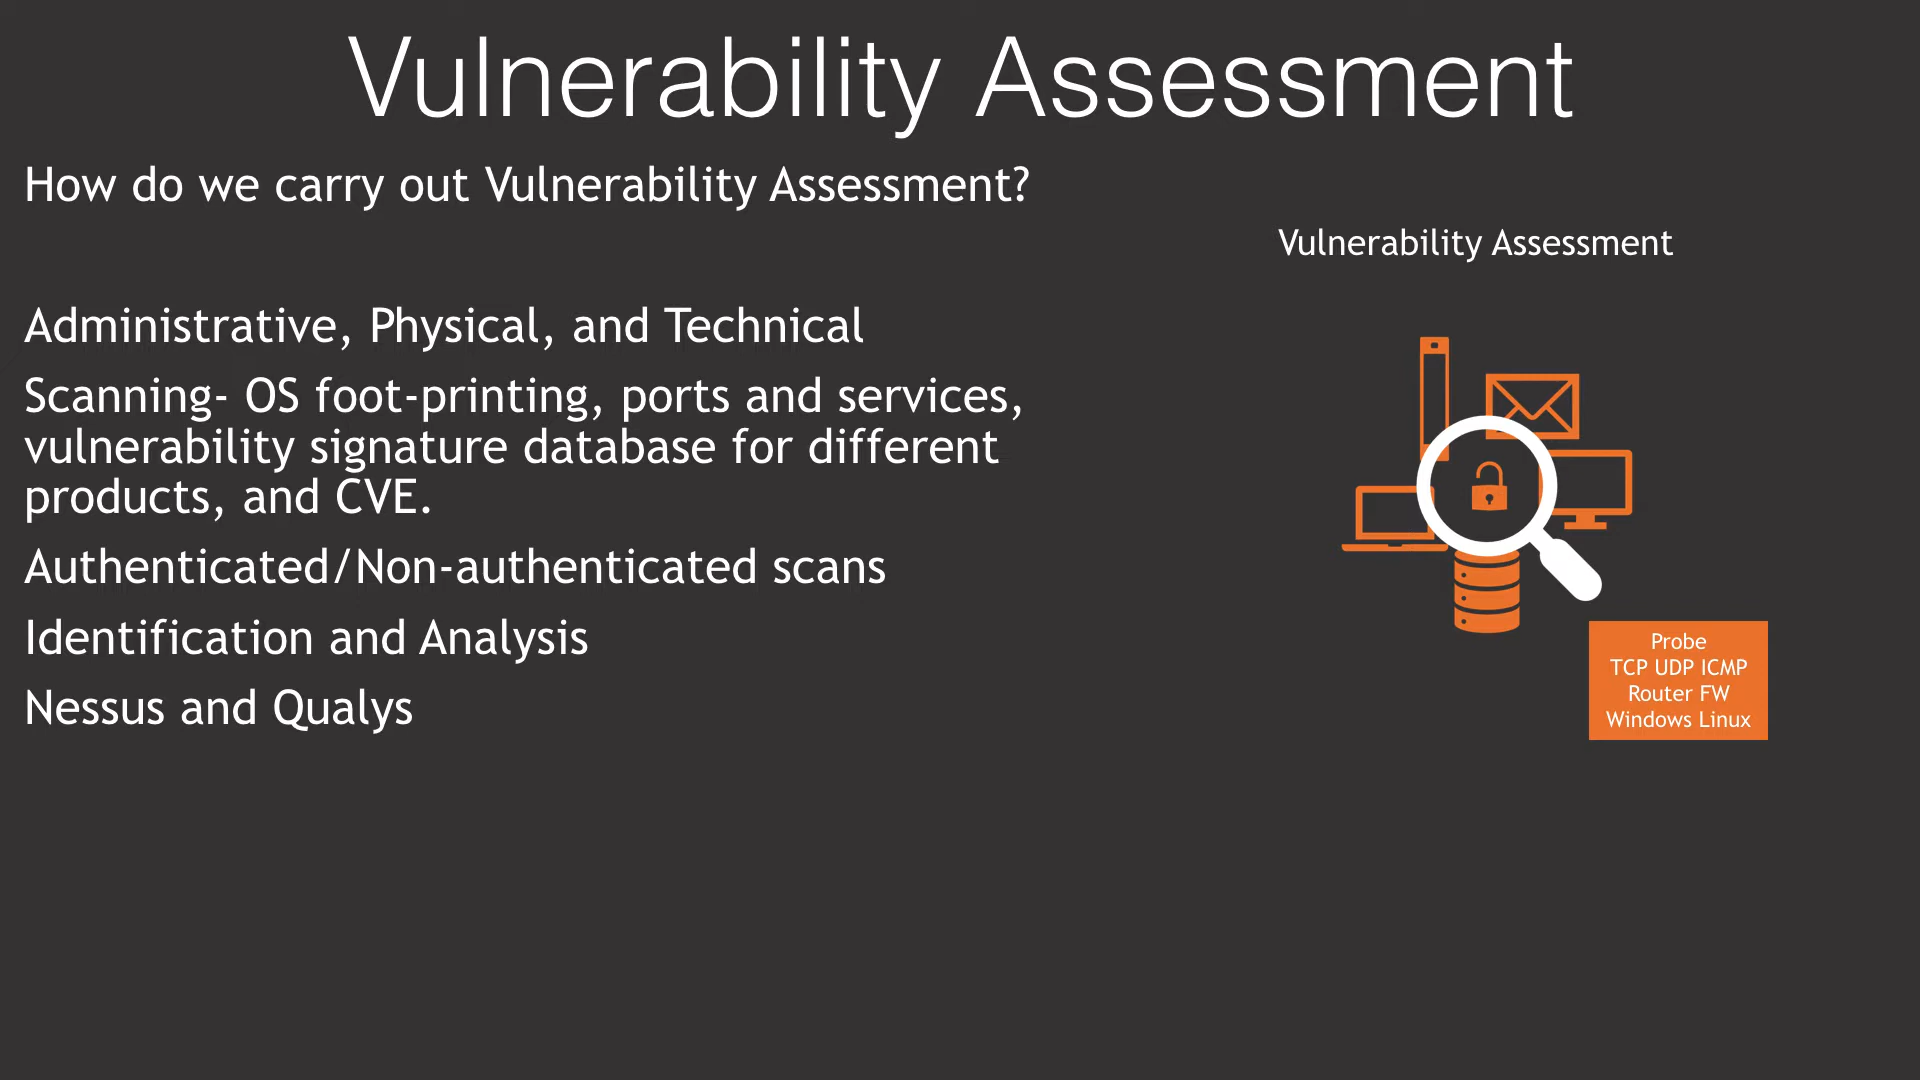 Vulnerability Assessment
How do we carry out Vulnerability Assessment?
Administrative, Physical, and Technical
Scanning- OS foot-printing, ports and services,
vulnerability signature database for different
products, and CVE.
Authenticated/Non-authenticated scans
Identification and Analysis
Nessus and Qualys
Vulnerability Assessment
Probe
TCP UDP ICMP
Router FW
Windows Linux